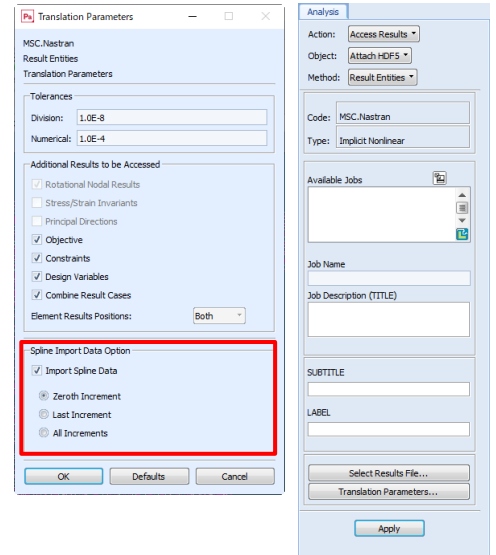 Pa Translation Parameters
MSC.Nastran
Result Entities
Translation Parameters
Tolerances
Division: 1.0E-8
Numerical: 1.0E-4
Additional Results to be Accessed
Rotational Nodal Results
Stress/Strain Invariants
Principal Directions
Objective
Constraints
Design Variables
Combine Result Cases
Element Results Positions: Both
Spline Import Data Option
Import Spline Data
Zeroth Increment
Last Increment
All Increments
OK Defaults Cancel
Analysis
Action: Access Results
Object: Attach HDF5
Method: Result Entities
Code: MSC.Nastran
Type: Implicit Nonlinear
Available Jobs
Job Name
Job Description (TITLE)
SUBTITLE
LABEL
Select Results File...
Translation Parameters...
Apply